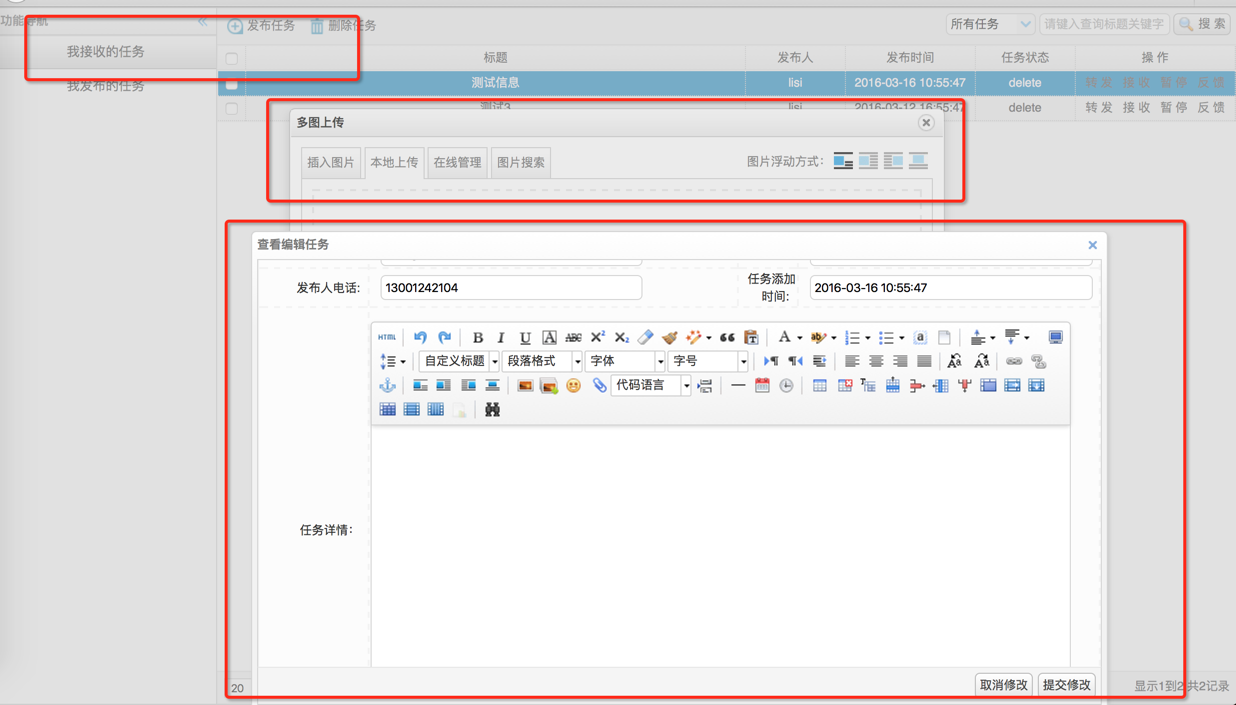 功能导航
发布任务 删除任务 所有任务 请键入查询标题关键字 搜 索
我接收的任务
我发布的任务
标题 发布人 发布时间 任务状态 操 作
测试信息 lisi 2016-03-16 10:55:47 delete 转 发 接 收 暂 停 反 馈
测试3 lisi 2016-03-12 16:55:47 delete 转 发 接 收 暂 停 反 馈
多图上传
插入图片 本地上传 在线管理 图片搜索 图片浮动方式:
查看编辑任务
发布人电话: 13001242104 任务添加
时间: 2016-03-16 10:55:47
HTML B I U A ABC X² X₂ A ab a
自定义标题 段落格式 字体 字号
代码语言
任务详情:
取消修改 提交修改
20 显示1到2 共2记录